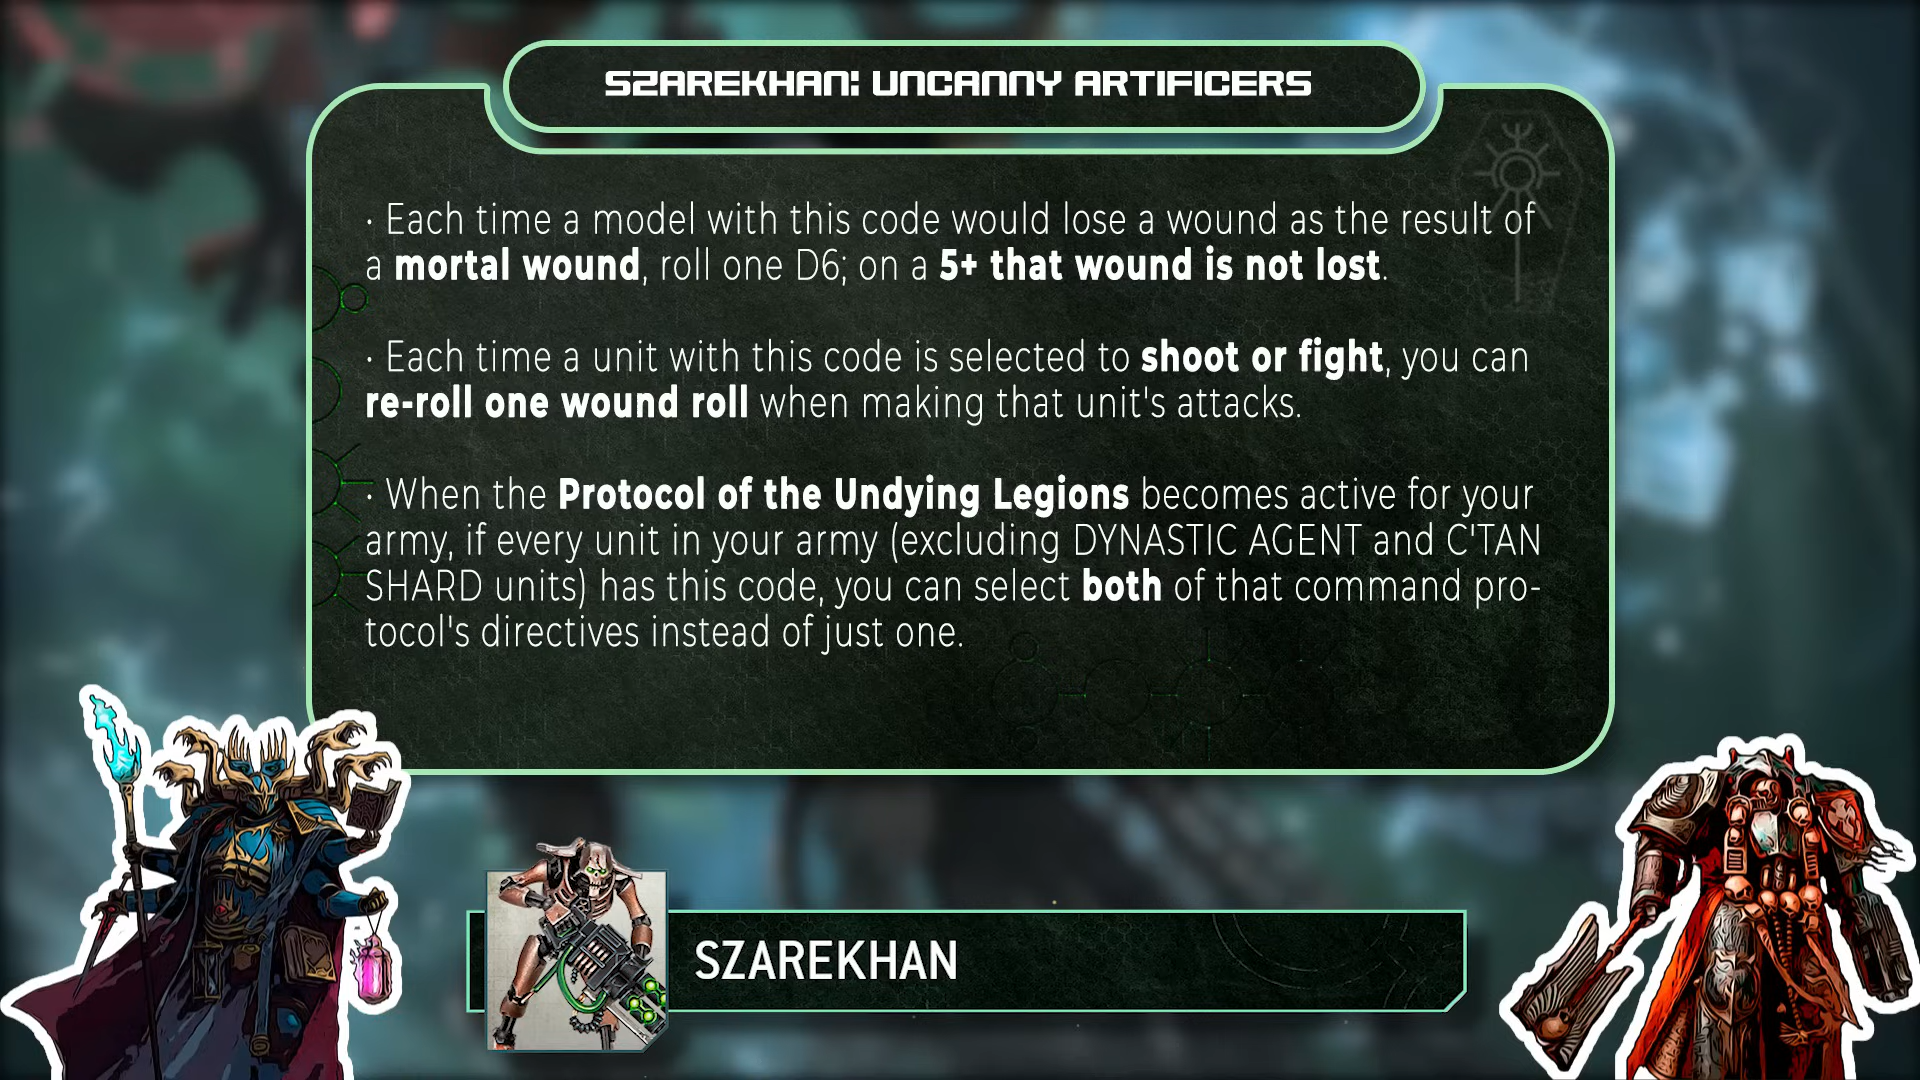 SZAREKHAN: UNCANNY ARTIFICERS
· Each time a model with this code would lose a wound as the result of
a mortal wound, roll one D6; on a 5+ that wound is not lost.
· Each time a unit with this code is selected to shoot or fight, you can
re-roll one wound roll when making that unit's attacks.
· When the Protocol of the Undying Legions becomes active for your
army, if every unit in your army (excluding DYNASTIC AGENT and C'TAN
SHARD units) has this code, you can select both of that command pro-
tocol's directives instead of just one.
SZAREKHAN